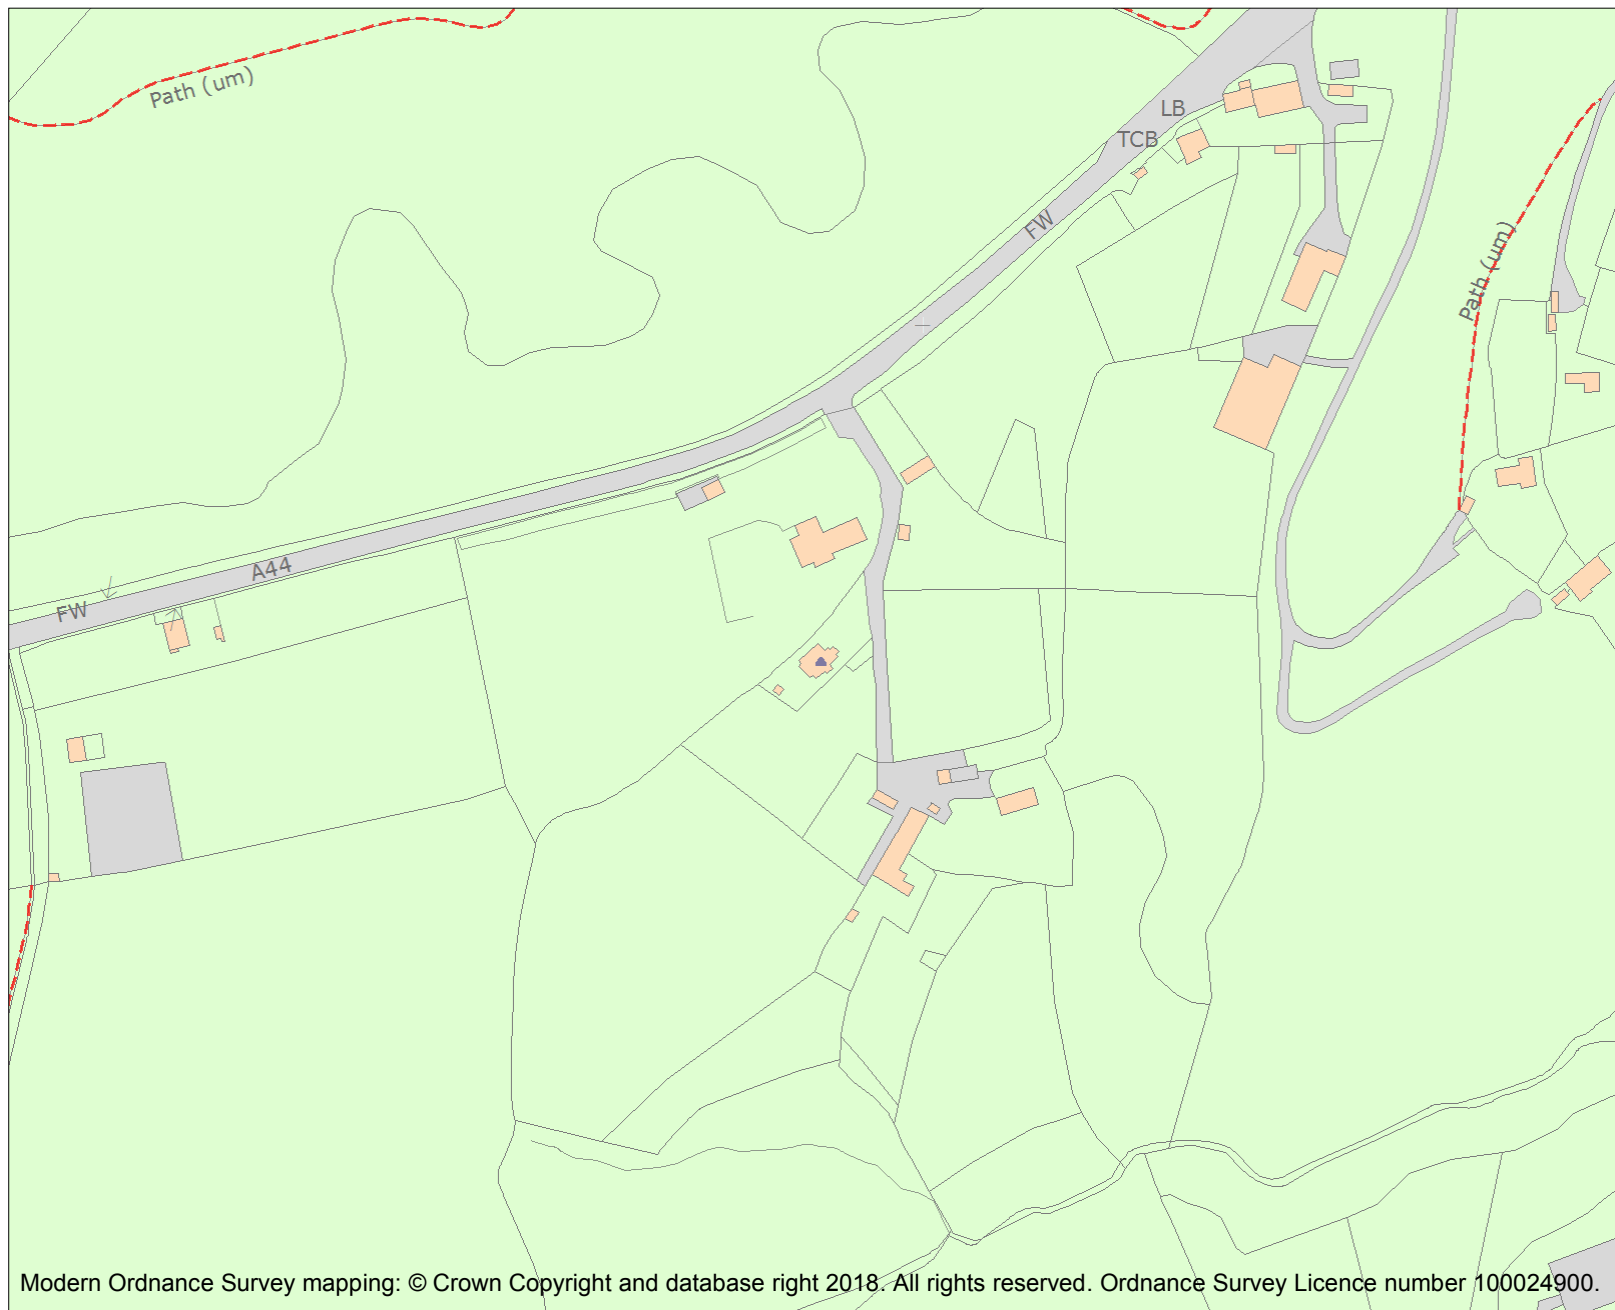 Path (um)
LB
TCB
FW
Path (um)
A44
FW
Modern Ordnance Survey mapping: © Crown Copyright and database right 2018. All rights reserved. Ordnance Survey Licence number 100024900.